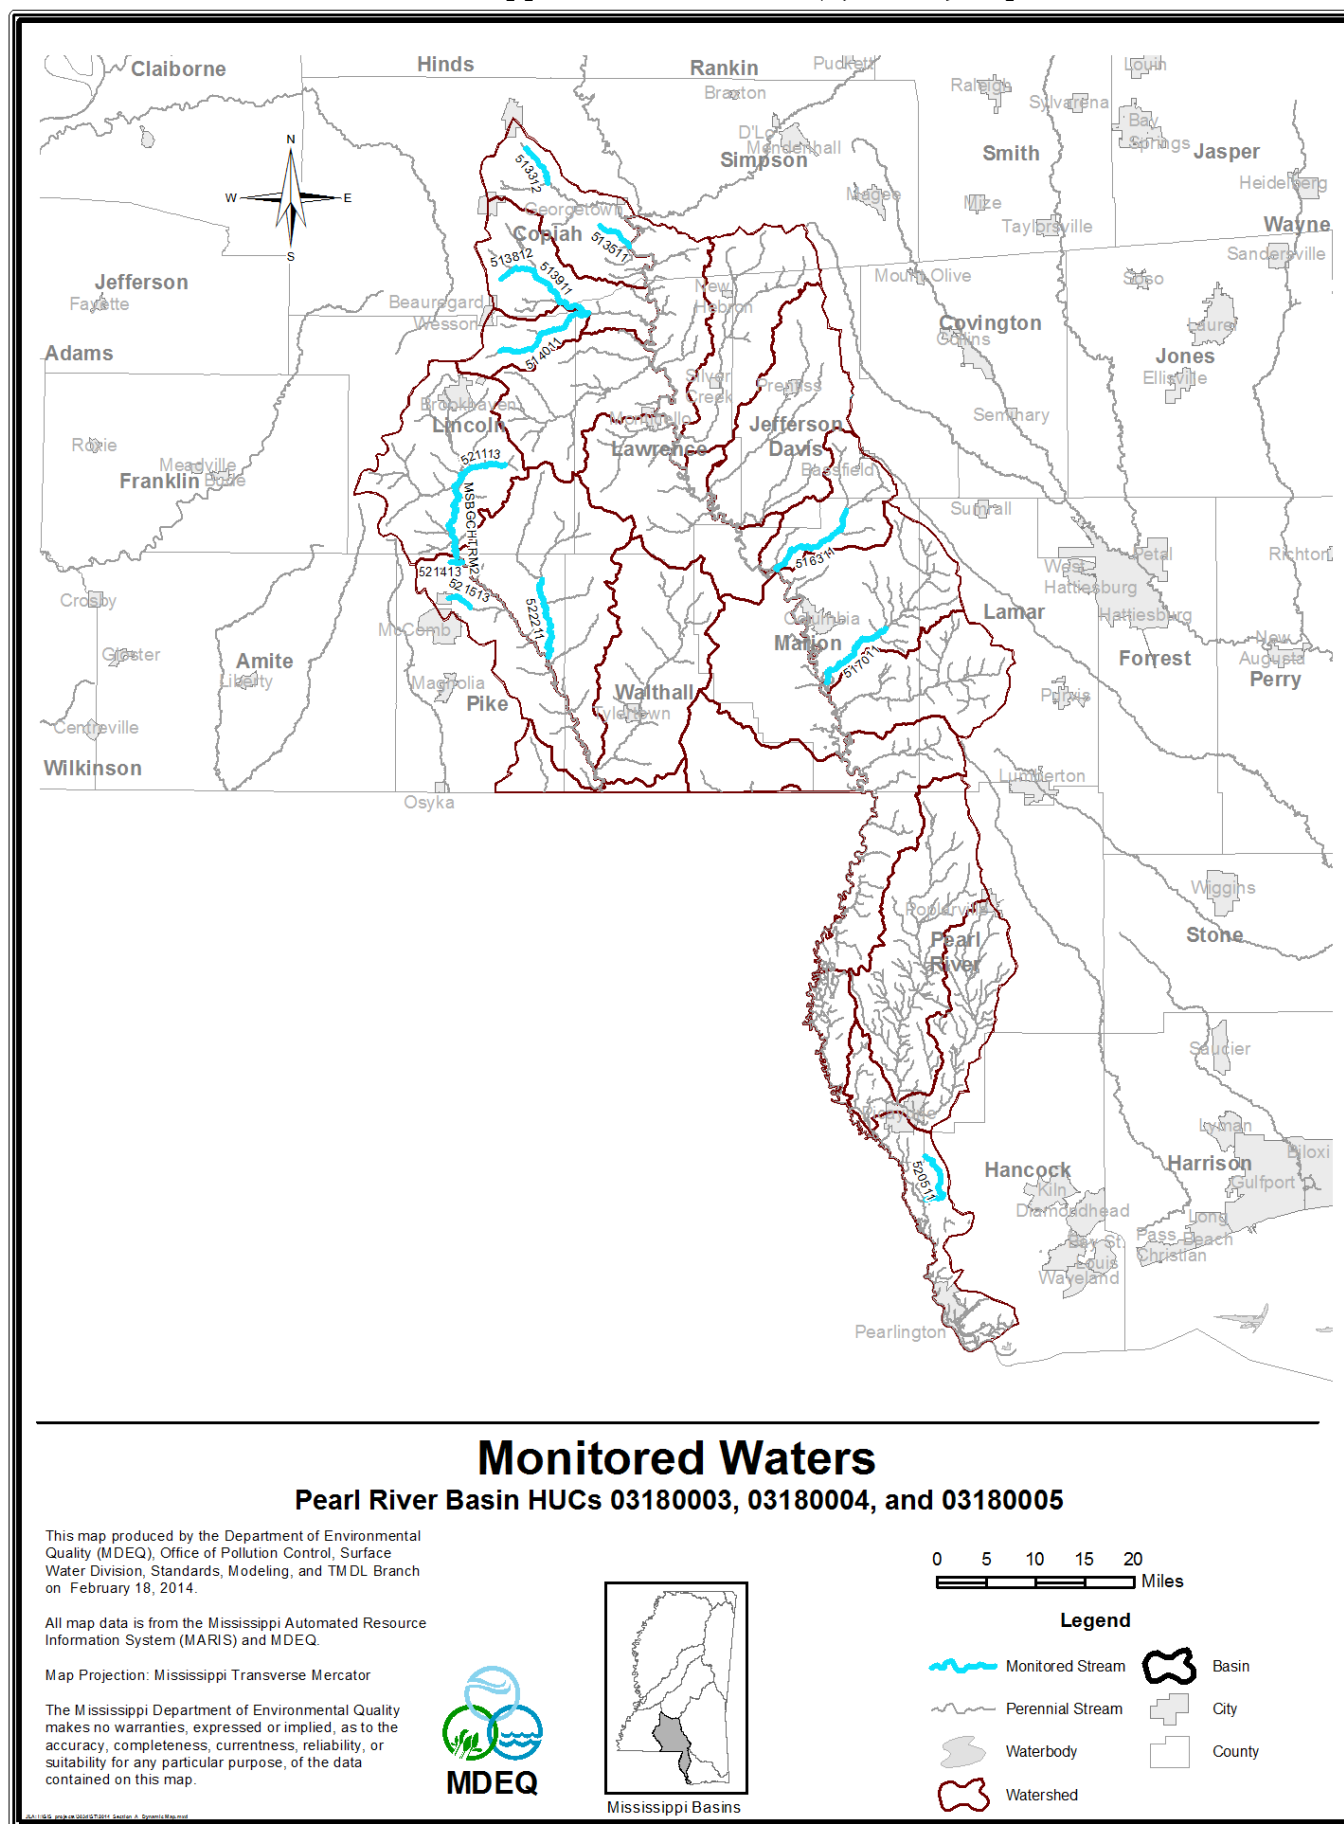 Claiborne
Hinds
Rankin
Puckett
Louin
Braxton
Raleigh
Sylvarena
Bay
Springs
D'Lo
Mendenhall
Simpson
Smith
Jasper
N
W
E
S
513312
Georgetown
Copiah
513511
Magee
Mize
Taylorsville
Heidelberg
Wayne
Sandersville
Jefferson
Fayette
513812
513911
Beauregard
Wesson
514011
New
Hebron
Mount Olive
Soso
Covington
Collins
Laurel
Jones
Ellisville
Adams
Silver
Creek
Prentiss
Brookhaven
Lincoln
Monticello
Lawrence
Jefferson
Davis
Bassfield
Seminary
Roxie
Meadville
Bude
Franklin
521113
MSBGCHTRM2
521413
521513
522211
516311
Sumrall
Petal
West
Hattiesburg
Hattiesburg
Richton
Crosby
McComb
Columbia
Marion
517011
Lamar
New
Augusta
Forrest
Perry
Gloster
Amite
Liberty
Magnolia
Pike
Walthall
Tylertown
Purvis
Centreville
Wilkinson
Osyka
Lumberton
Poplarville
Pearl
River
Wiggins
Stone
Saucier
Picayune
Lyman
Biloxi
520511
Hancock
Harrison
Kiln
Gulfport
Diamondhead
Long
Beach
Pass
Christian
Bay St.
Louis
Waveland
Pearlington
Monitored Waters
Pearl River Basin HUCs 03180003, 03180004, and 03180005
This map produced by the Department of Environmental
Quality (MDEQ), Office of Pollution Control, Surface
Water Division, Standards, Modeling, and TMDL Branch
on February 18, 2014.
All map data is from the Mississippi Automated Resource
Information System (MARIS) and MDEQ.
Map Projection: Mississippi Transverse Mercator
The Mississippi Department of Environmental Quality
makes no warranties, expressed or implied, as to the
accuracy, completeness, currentness, reliability, or
suitability for any particular purpose, of the data
contained on this map.
MDEQ
Mississippi Basins
0 5 10 15 20
Miles
Legend
Monitored Stream
Basin
Perennial Stream
City
Waterbody
County
Watershed